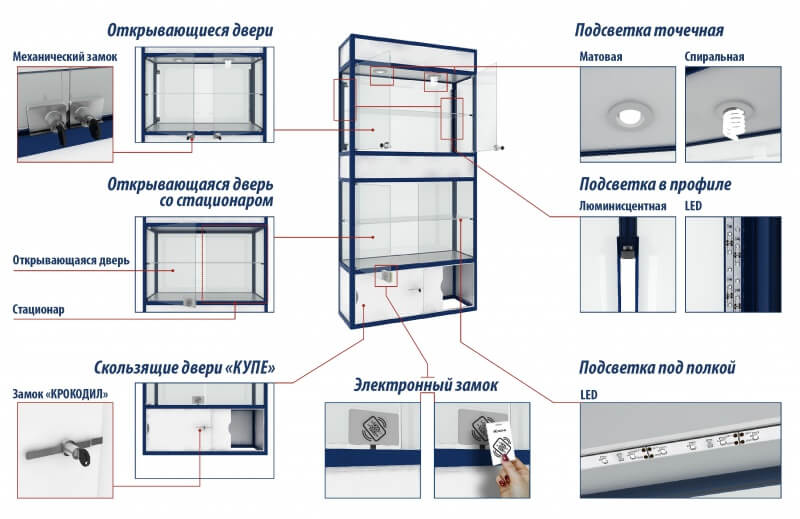 Открывающиеся двери
Механический замок
Открывающаяся дверь
со стационаром
Открывающаяся дверь
Стационар
Скользящие двери «КУПЕ»
Замок «КРОКОДИЛ»
Электронный замок
Подсветка точечная
Матовая
Спиральная
Подсветка в профиле
Люминисцентная
LED
Подсветка под полкой
LED